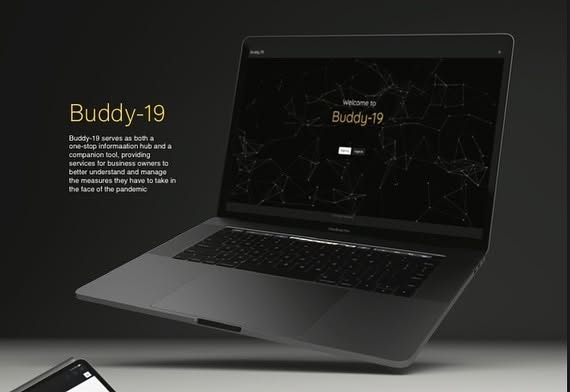 Buddy-19
Buddy-19 serves as both a
one-stop informaation hub and a
companion tool, providing
services for business owners to
better understand and manage
the measures they have to take in
the face of the pandemic
Buddy-19
Welcome to
Buddy-19
MacBook Pro